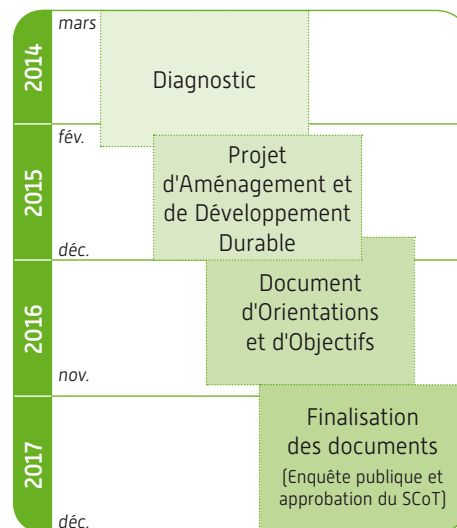 mars
2014
Diagnostic
fév.
2015
Projet
d'Aménagement et
de Développement
Durable
déc.
2016
Document
d'Orientations
et d'Objectifs
nov.
2017
Finalisation
des documents
(Enquête publique et
approbation du SCoT)
déc.